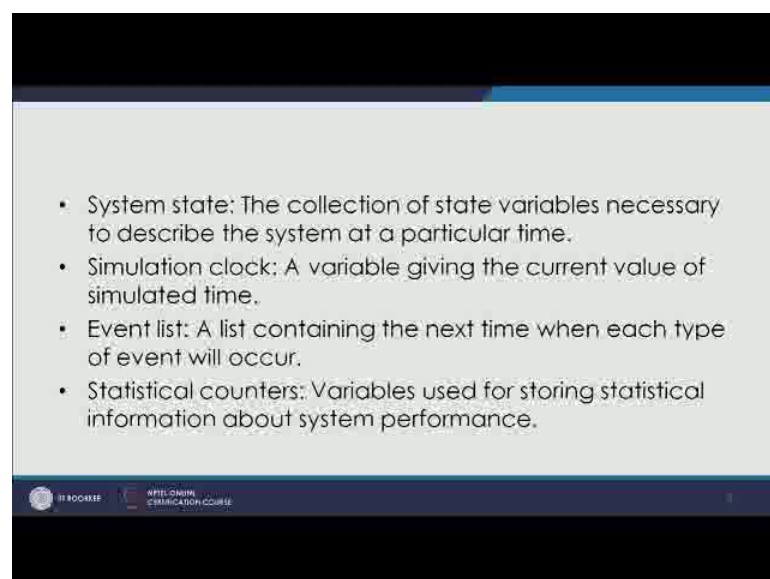 • System state: The collection of state variables necessary
to describe the system at a particular time.
• Simulation clock: A variable giving the current value of
simulated time.
• Event list: A list containing the next time when each type
of event will occur.
• Statistical counters: Variables used for storing statistical
information about system performance.
IIT ROORKEE
NPTEL ONLINE
CERTIFICATION COURSE